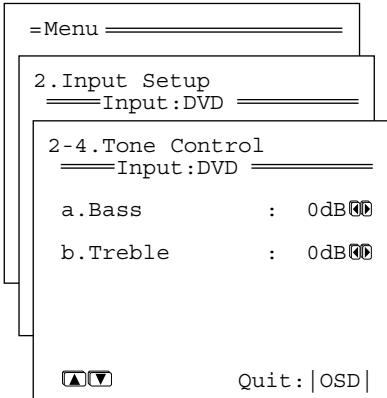 =Menu
2.Input Setup
Input:DVD
2-4.Tone Control
Input:DVD
a.Bass : 0dB
b.Treble : 0dB
Quit:|OSD|